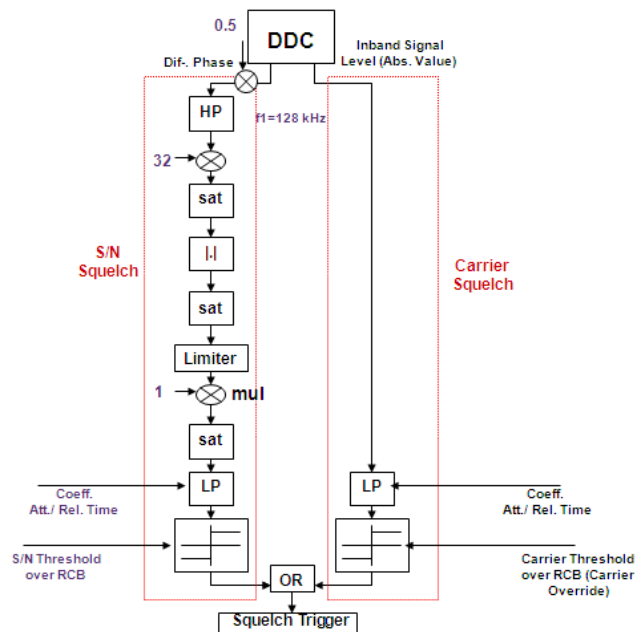 0.5
DDC
Inband Signal
Level (Abs. Value)
Dif-. Phase
HP
f1=128 kHz
32
sat
S/N
Squelch
|.|
Carrier
Squelch
sat
Limiter
1
mul
sat
LP
LP
Coeff.
Att./ Rel. Time
Coeff.
Att./ Rel. Time
S/N Threshold
over RCB
Carrier Threshold
over RCB (Carrier
Override)
OR
Squelch Trigger